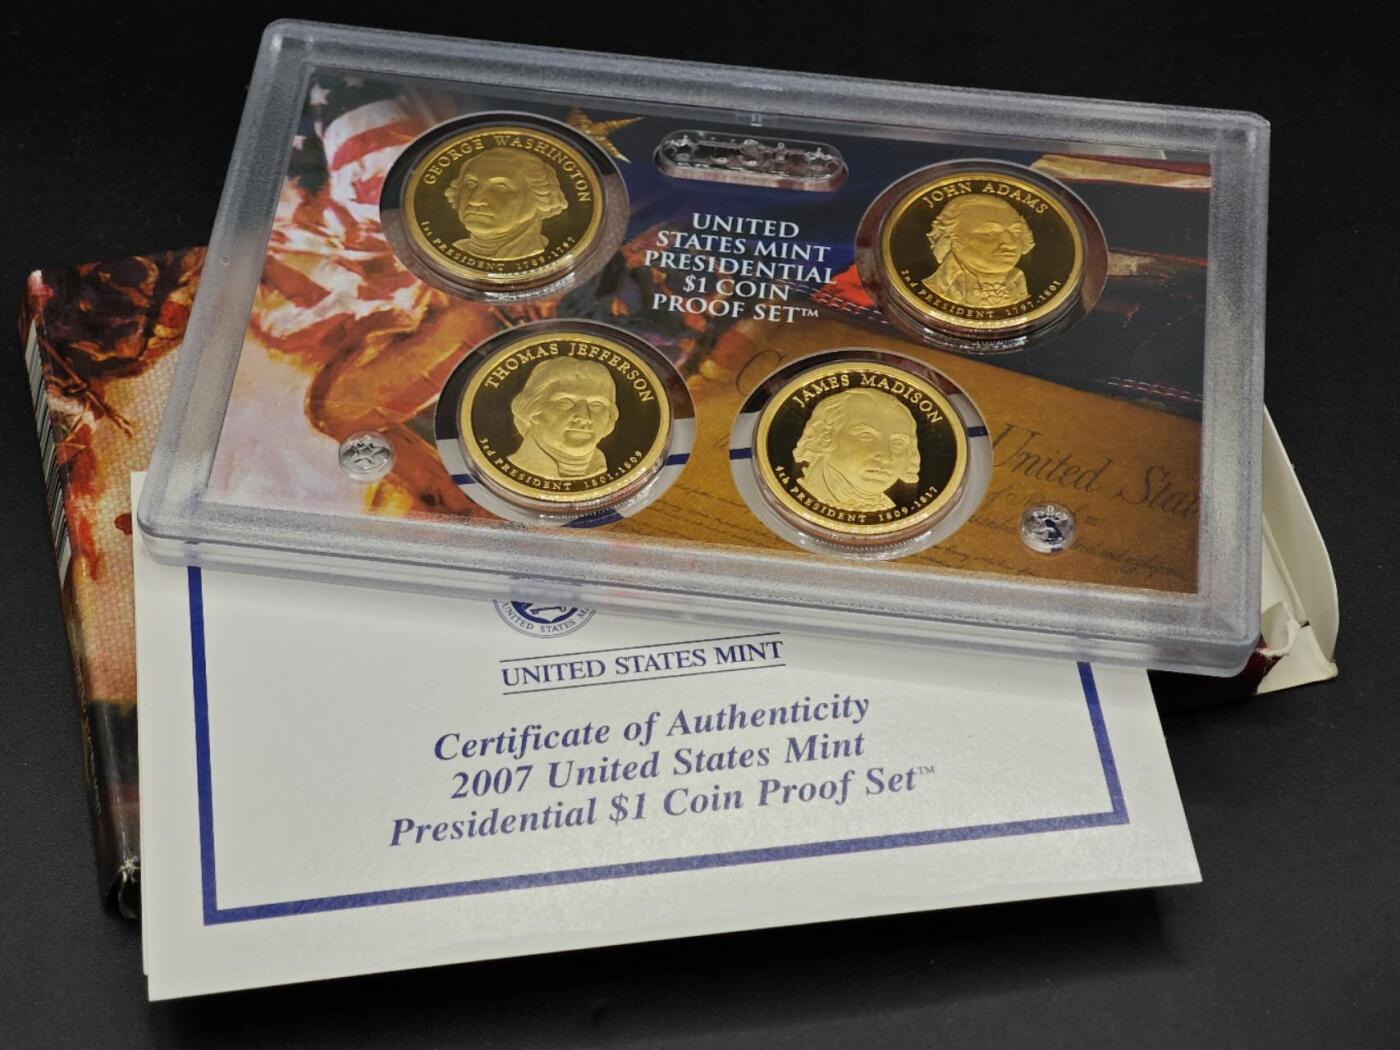 GEORGE WASHINGTON
1st PRESIDENT 1789-1797
UNITED
STATES MINT
PRESIDENTIAL
$1 COIN
PROOF SET™
JOHN ADAMS
2nd PRESIDENT 1797-1801
THOMAS JEFFERSON
3rd PRESIDENT 1801-1809
JAMES MADISON
4th PRESIDENT 1809-1817
United Stat
UNITED STATES M
UNITED STATES MINT
Certificate of Authenticity
2007 United States Mint
Presidential $1 Coin Proof Set™